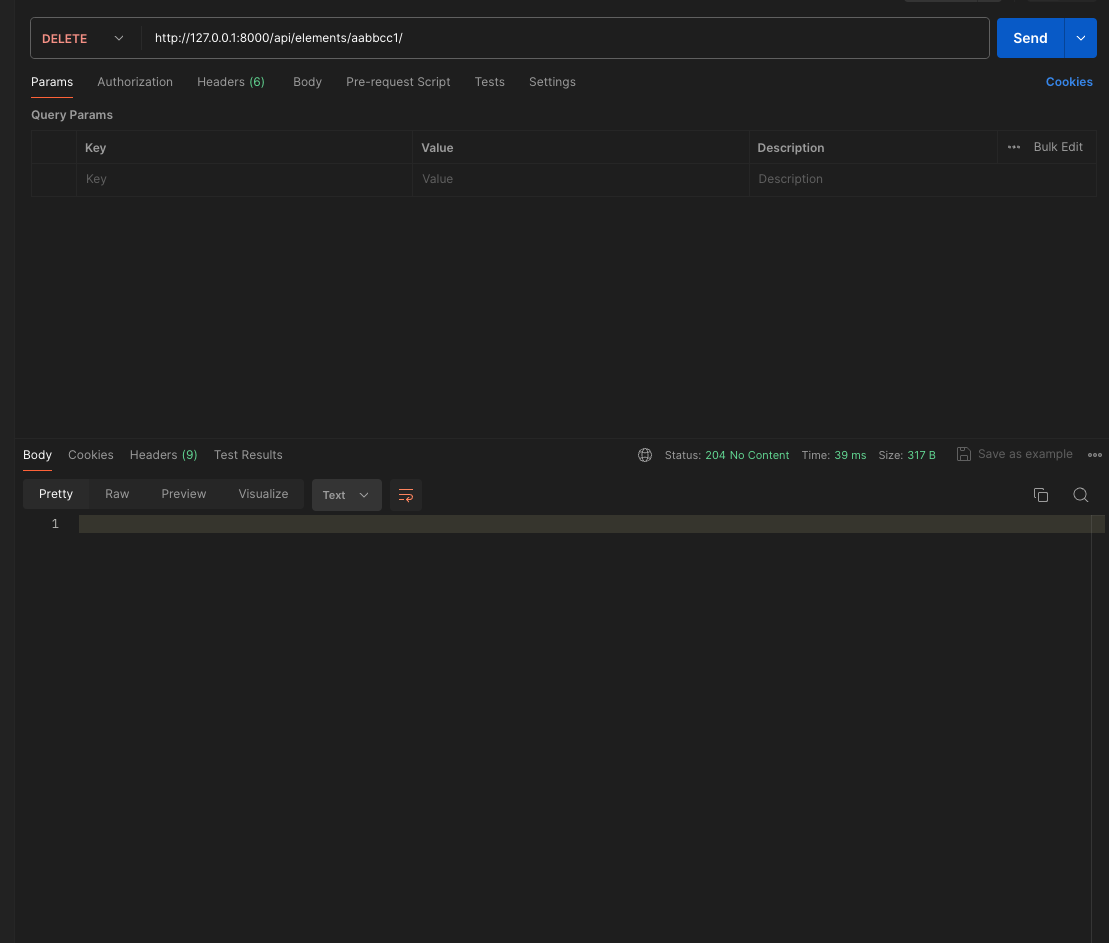 DELETE http://127.0.0.1:8000/api/elements/aabbcc1/ Send
Params Authorization Headers (6) Body Pre-request Script Tests Settings Cookies
Query Params
Key Value Description Bulk Edit
Key Value Description
Body Cookies Headers (9) Test Results Status: 204 No Content Time: 39 ms Size: 317 B Save as example
Pretty Raw Preview Visualize Text
1